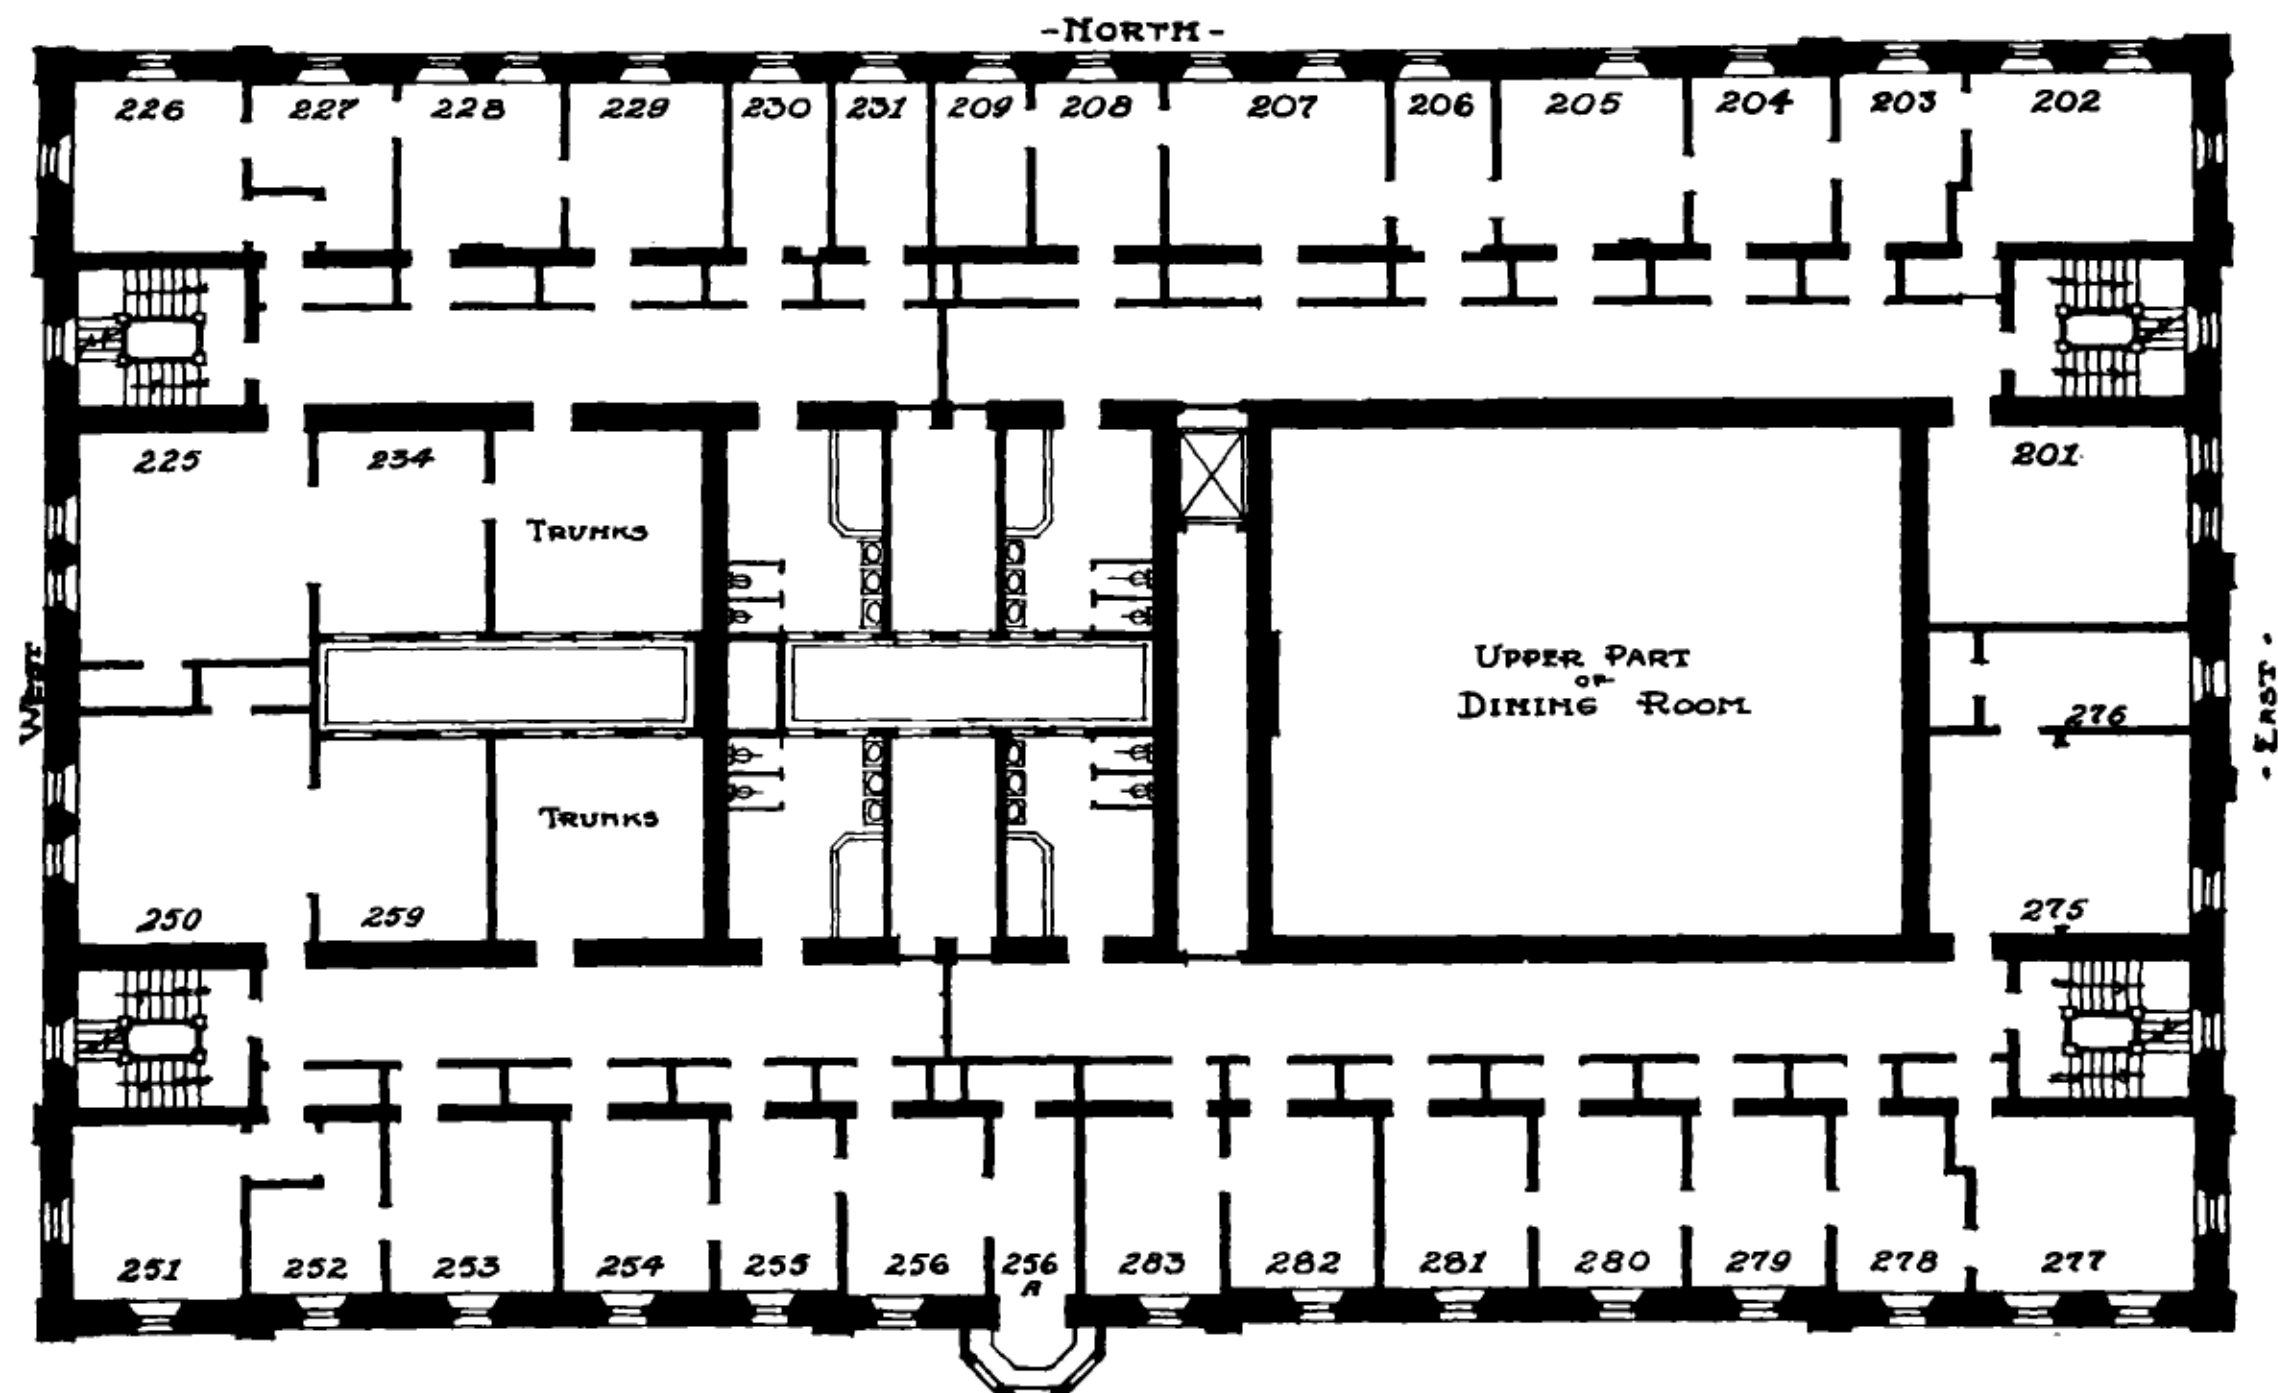 -NORTH-
226 227 228 229 230 231 209 208 207 206 205 204 203 202
225 234 201
TRUNKS
WEST
UPPER PART
OF
DINING ROOM
- EAST -
276
TRUNKS
250 259 275
251 252 253 254 255 256 256 283 282 281 280 279 278 277
A